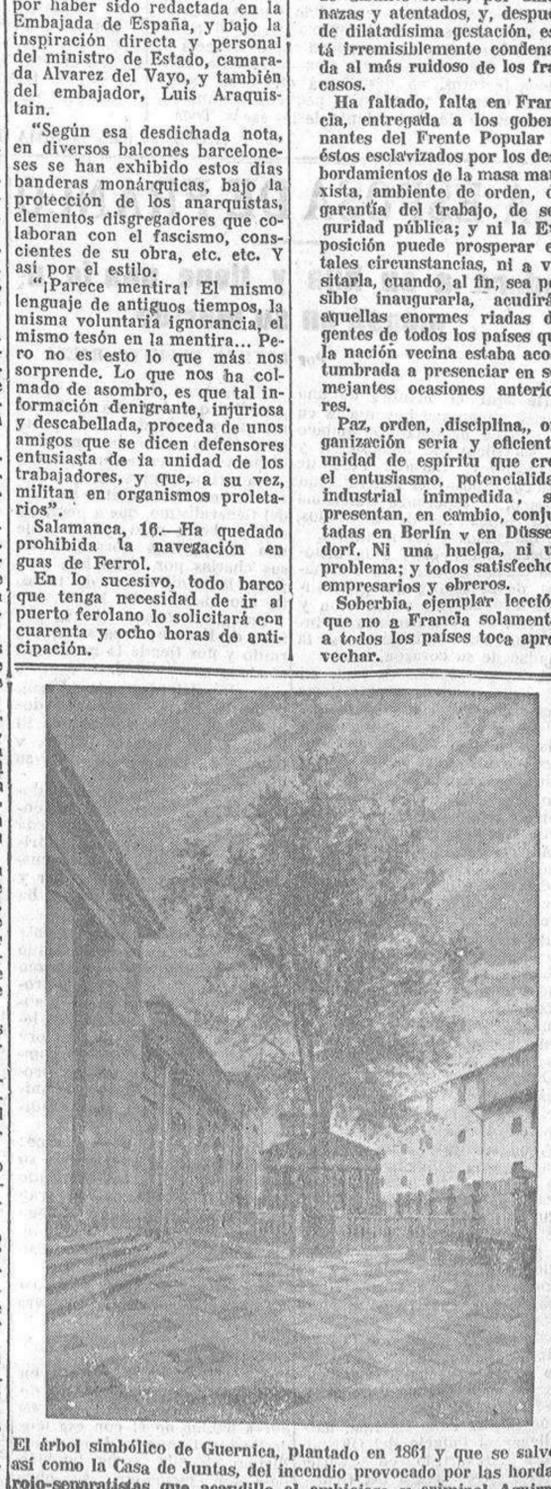 por haber sido redactada en la
Embajada de España, y bajo la
inspiración directa y personal
del ministro de Estado, camara-
da Alvarez del Vayo, y también
del embajador, Luis Araquis-
tain.
"Según esa desdichada nota,
en diversos balcones barcelone-
ses se han exhibido estos días
banderas monárquicas, bajo la
protección de los anarquistas,
elementos disgregadores que co-
laboran con el fascismo, cons-
cientes de su obra, etc. etc. Y
así por el estilo.
"¡Parece mentira! El mismo
lenguaje de antiguos tiempos, la
misma voluntaria ignorancia, el
mismo tesón en la mentira... Pe-
ro no es esto lo que más nos
sorprende. Lo que nos ha col-
mado de asombro, es que tal in-
formación denigrante, injuriosa
y descabellada, proceda de unos
amigos que se dicen defensores
entusiasta de la unidad de los
trabajadores, y que, a su vez,
militan en organismos proleta-
rios".
Salamanca, 16.—Ha quedado
prohibida la navegación en
guas de Ferrol.
En lo sucesivo, todo barco
que tenga necesidad de ir al
puerto ferolano lo solicitará con
cuarenta y ocho horas de anti-
cipación.
nazas y atentados, y, despué
de dilatadísima gestación, es
tá irremisiblemente condena
da al más ruidoso de los fra
casos.
Ha faltado, falta en Fran
cia, entregada a los gober
nantes del Frente Popular
éstos esclavizados por los des
bordamientos de la masa mar
xista, ambiente de orden, d
garantía del trabajo, de se
guridad pública; y ni la Ex
posición puede prosperar e
tales circunstancias, ni a vi
sitarla, cuando, al fin, sea po
sible inaugurarla, acudirá
aquellas enormes riadas d
gentes de todos los países qu
la nación vecina estaba acos
tumbrada a presenciar en se
mejantes ocasiones anterio
res.
Paz, orden, ,disciplina,, or
ganización seria y eficient
unidad de espíritu que cre
el entusiasmo, potencialida
industrial inimpedida, s
presentan, en cambio, conju
tadas en Berlín y en Düssel
dorf. Ni una huelga, ni u
problema; y todos satisfecho
empresarios y obreros.
Soberbia, ejemplar lecció
que no a Francia solament
a todos los países toca apro
vechar.
El árbol simbólico de Guernica, plantado en 1861 y que se salvó
así como la Casa de Juntas, del incendio provocado por las horda
rojo-separatistas que acaudilla el ambicioso y criminal Aguirr